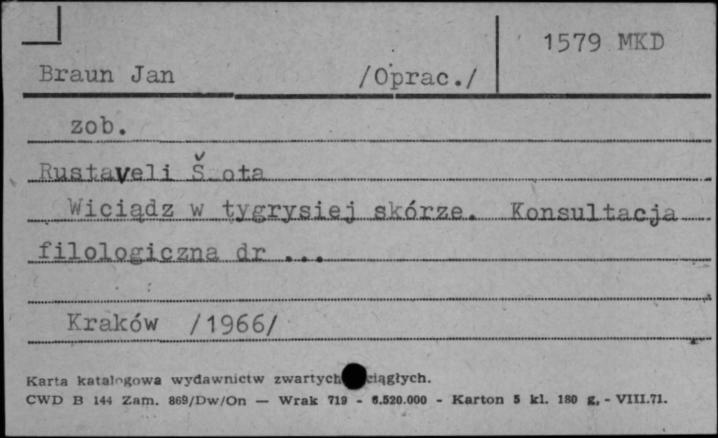 1579 MKD
Braun Jan /Oprac./
zob.
Rustaveli Šota
Wiciądz w tygrysiej skórze. Konsultacja
filologiczna dr ...
Kraków /1966/
Karta katalogowa wydawnictw zwartych ciągłych.
CWD B 144 Zam. 869/Dw/On — Wrak 719 - 6.520.000 - Karton 5 kl. 180 g. - VIII.71.